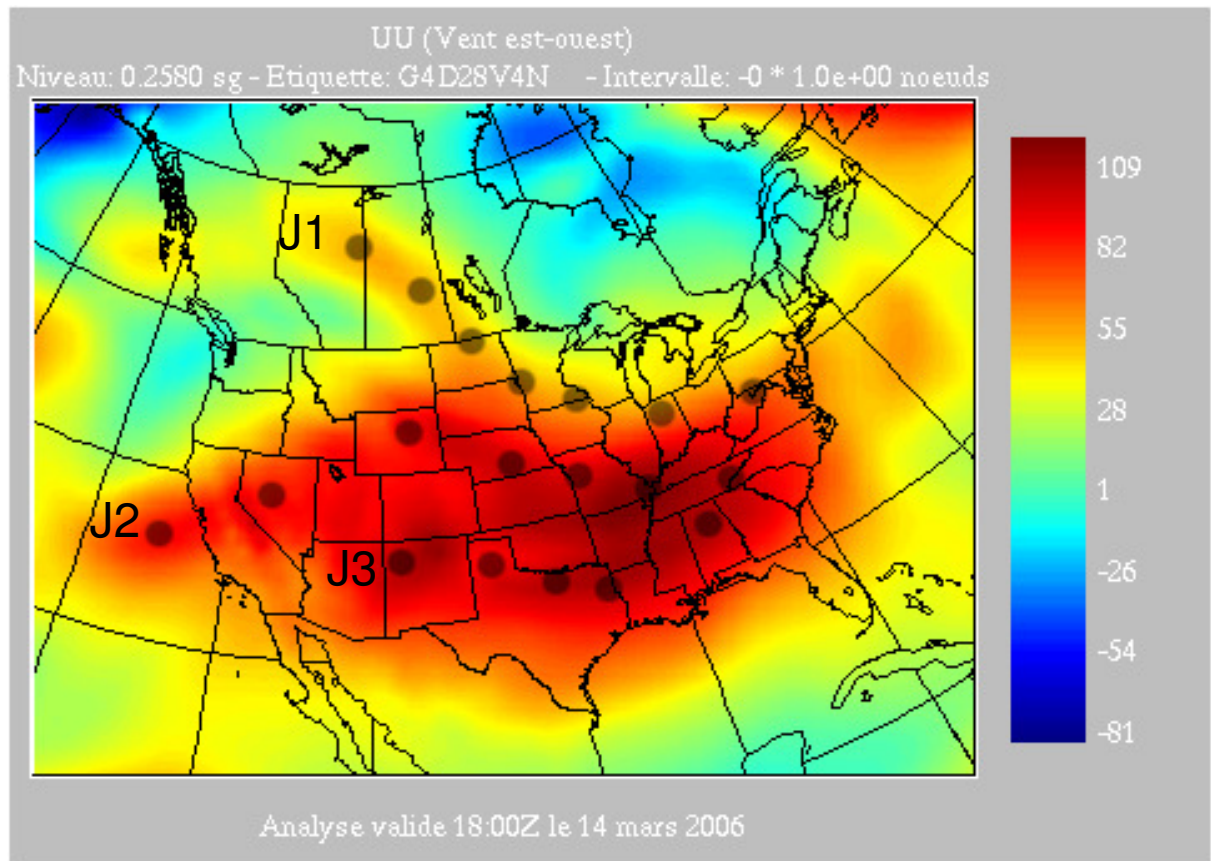 UU (Vent est-ouest)
Niveau: 0.2580 sg - Etiquette: G4D28V4N - Intervalle: -0 * 1.0e+00 noeuds
J1
J2
J3
109
82
55
28
1
-26
-54
-81
Analyse valide 18:00Z le 14 mars 2006